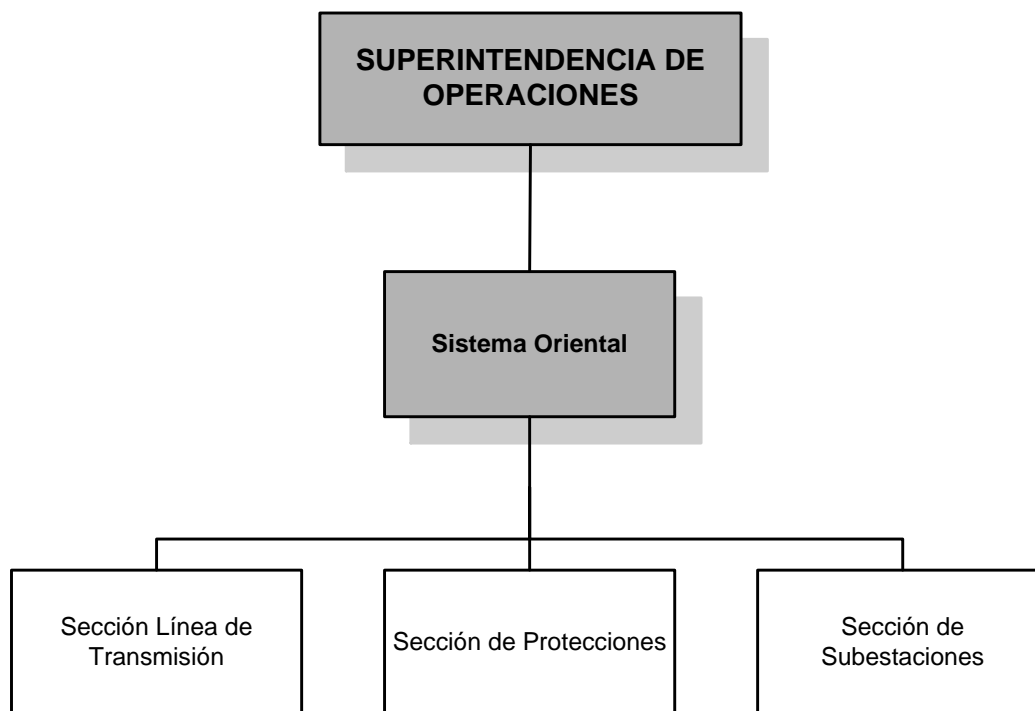 SUPERINTENDENCIA DE
OPERACIONES
Sistema Oriental
Sección Línea de
Transmisión
Sección de Protecciones
Sección de
Subestaciones